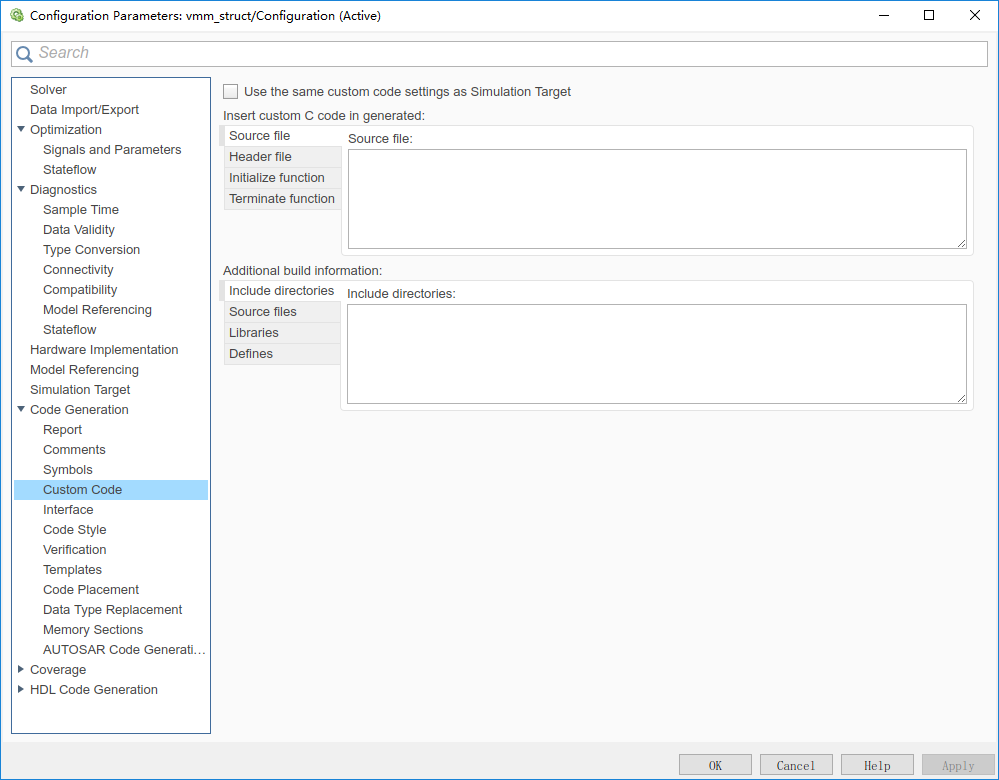 Configuration Parameters: vmm_struct/Configuration (Active)
Search
Solver
Data Import/Export
Optimization
Signals and Parameters
Stateflow
Diagnostics
Sample Time
Data Validity
Type Conversion
Connectivity
Compatibility
Model Referencing
Stateflow
Hardware Implementation
Model Referencing
Simulation Target
Code Generation
Report
Comments
Symbols
Custom Code
Interface
Code Style
Verification
Templates
Code Placement
Data Type Replacement
Memory Sections
AUTOSAR Code Generati...
Coverage
HDL Code Generation
Use the same custom code settings as Simulation Target
Insert custom C code in generated:
Source file
Header file
Initialize function
Terminate function
Source file:
Additional build information:
Include directories
Source files
Libraries
Defines
Include directories:
OK
Cancel
Help
Apply